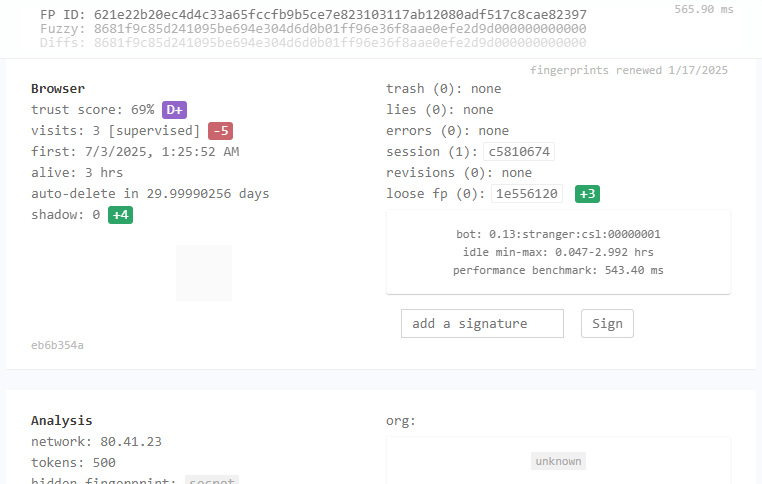 FP ID: 621e22b20ec4d4c33a65fccfb9b5ce7e823103117ab12080adf517c8cae82397
565.90 ms
Fuzzy: 8681f9c85d241095be694e304d6d0b01ff96e36f8aae0efe2d9d000000000000
Diffs: 8681f9c85d241095be694e304d6d0b01ff96e36f8aae0efe2d9d000000000000
fingerprints renewed 1/17/2025
Browser
trust score: 69% D+
visits: 3 [supervised] -5
first: 7/3/2025, 1:25:52 AM
alive: 3 hrs
auto-delete in 29.99990256 days
shadow: 0 +4
eb6b354a
trash (0): none
lies (0): none
errors (0): none
session (1): c5810674
revisions (0): none
loose fp (0): 1e556120 +3
bot: 0.13:stranger:csl:00000001
idle min-max: 0.047-2.992 hrs
performance benchmark: 543.40 ms
add a signature Sign
Analysis
network: 80.41.23
tokens: 500
hidden fingerprint: secret
org:
unknown